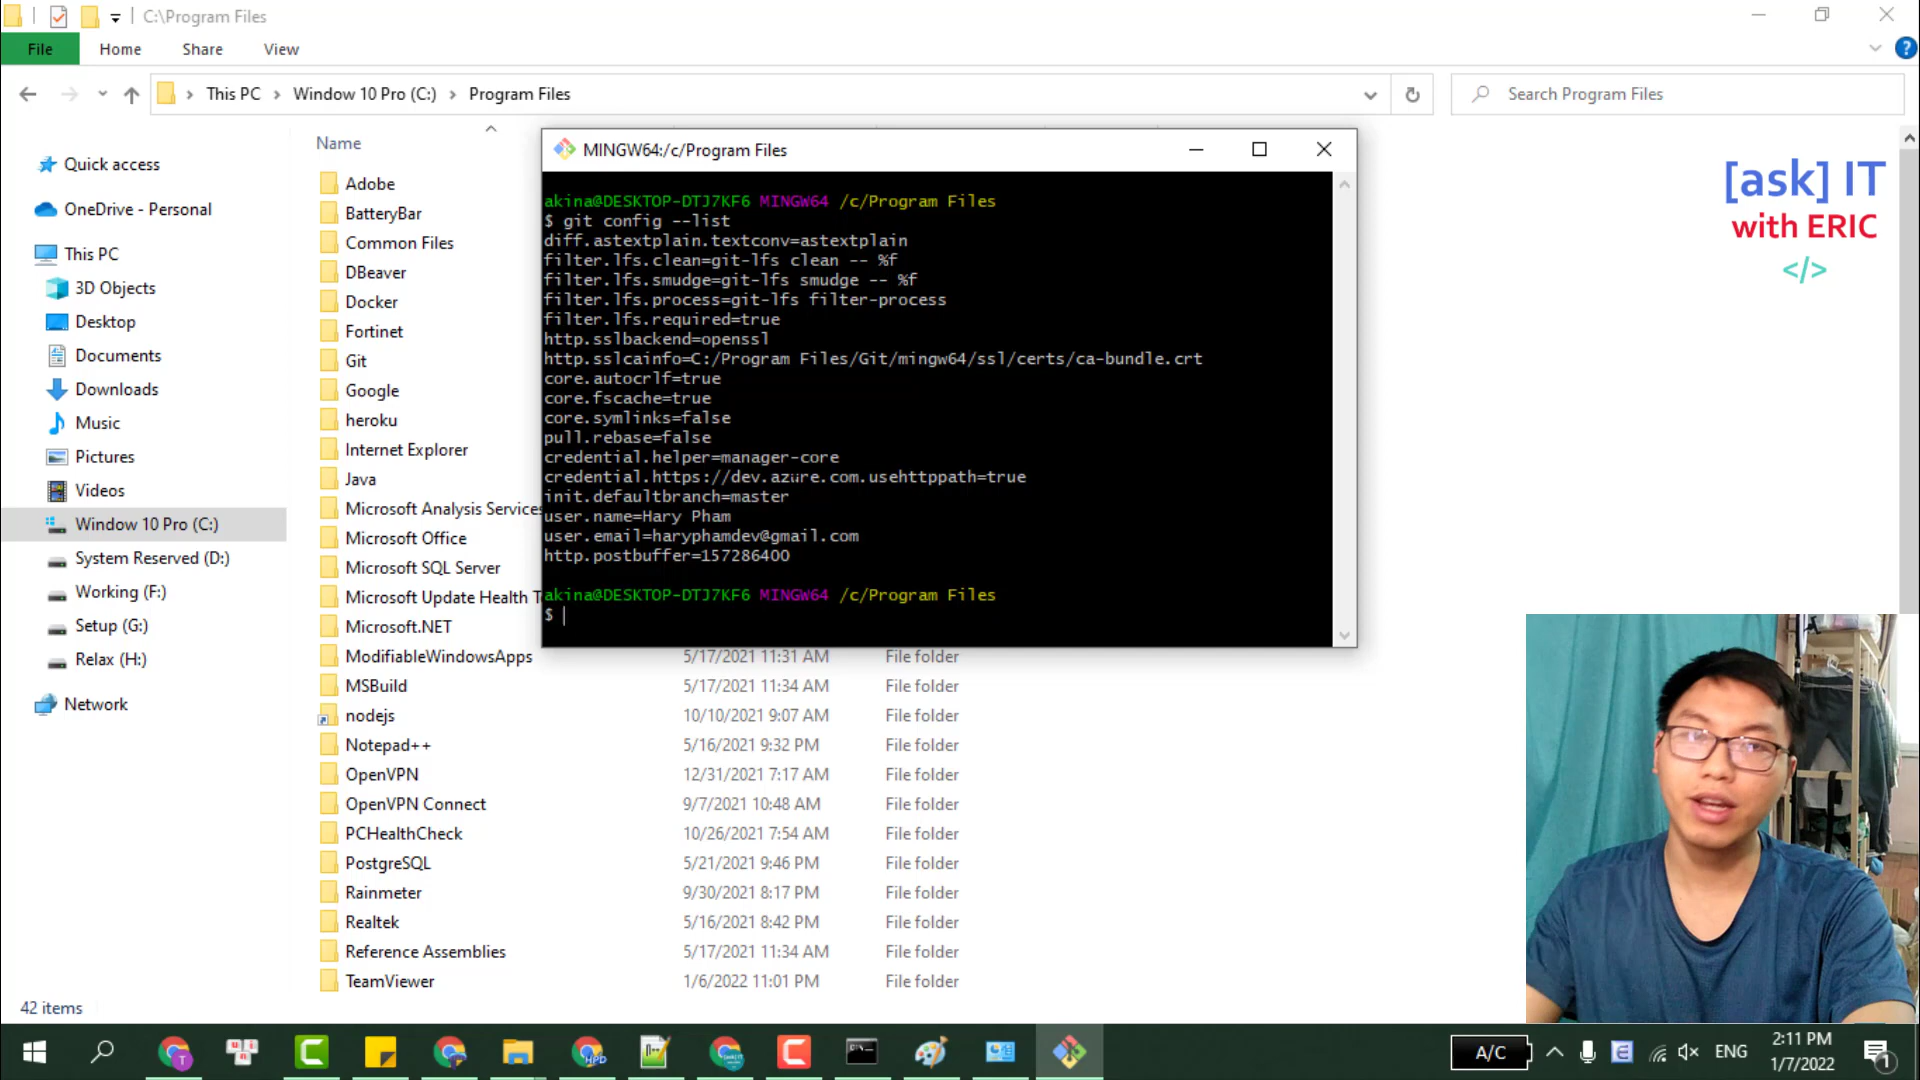 C:\Program Files
File Home Share View
This PC Window 10 Pro (C:) Program Files
Search Program Files
Name
Quick access
OneDrive - Personal
This PC
3D Objects
Desktop
Documents
Downloads
Music
Pictures
Videos
Window 10 Pro (C:)
System Reserved (D:)
Working (F:)
Setup (G:)
Relax (H:)
Network
Adobe
BatteryBar
Common Files
DBeaver
Docker
Fortinet
Git
Google
heroku
Internet Explorer
Java
Microsoft Analysis Services
Microsoft Office
Microsoft SQL Server
Microsoft Update Health T
Microsoft.NET
ModifiableWindowsApps 5/17/2021 11:31 AM File folder
MSBuild 5/17/2021 11:34 AM File folder
nodejs 10/10/2021 9:07 AM File folder
Notepad++ 5/16/2021 9:32 PM File folder
OpenVPN 12/31/2021 7:17 AM File folder
OpenVPN Connect 9/7/2021 10:48 AM File folder
PCHealthCheck 10/26/2021 7:54 AM File folder
PostgreSQL 5/21/2021 9:46 PM File folder
Rainmeter 9/30/2021 8:17 PM File folder
Realtek 5/16/2021 8:42 PM File folder
Reference Assemblies 5/17/2021 11:34 AM File folder
TeamViewer 1/6/2022 11:01 PM File folder
MINGW64:/c/Program Files
akina@DESKTOP-DTJ7KF6 MINGW64 /c/Program Files
$ git config --list
diff.astextplain.textconv=astextplain
filter.lfs.clean=git-lfs clean -- %f
filter.lfs.smudge=git-lfs smudge -- %f
filter.lfs.process=git-lfs filter-process
filter.lfs.required=true
http.sslbackend=openssl
http.sslcainfo=C:/Program Files/Git/mingw64/ssl/certs/ca-bundle.crt
core.autocrlf=true
core.fscache=true
core.symlinks=false
pull.rebase=false
credential.helper=manager-core
credential.https://dev.azure.com.usehttppath=true
init.defaultbranch=master
user.name=Hary Pham
user.email=haryphamdev@gmail.com
http.postbuffer=157286400
akina@DESKTOP-DTJ7KF6 MINGW64 /c/Program Files
$
[ask] IT
with ERIC
</>
42 items
A/C
ENG
2:11 PM
1/7/2022
1